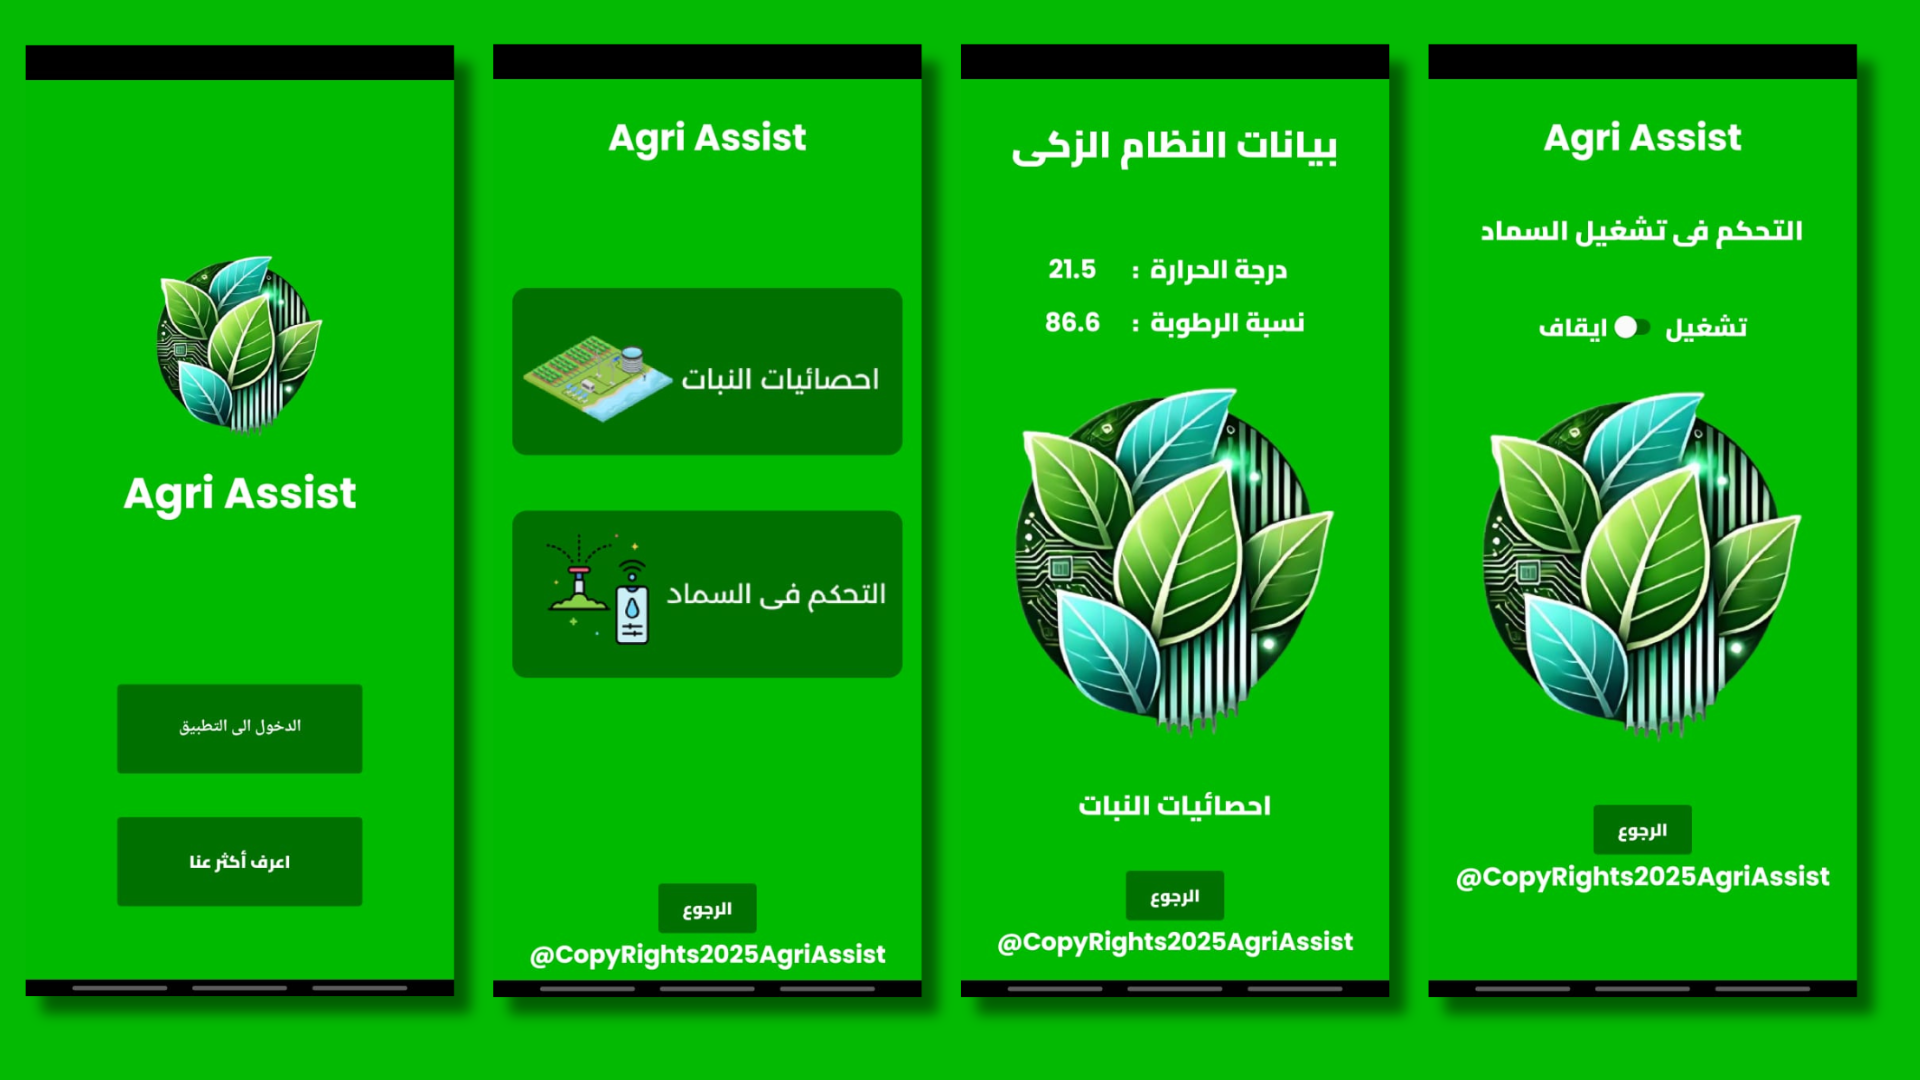 Agri Assist
الدخول الى التطبيق
اعرف أكثر عنا
Agri Assist
احصائيات النبات
التحكم فى السماد
الرجوع
@CopyRights2025AgriAssist
بيانات النظام الزكى
درجة الحرارة : 21.5
نسبة الرطوبة : 86.6
احصائيات النبات
الرجوع
@CopyRights2025AgriAssist
Agri Assist
التحكم فى تشغيل السماد
تشغيل ايقاف
الرجوع
@CopyRights2025AgriAssist